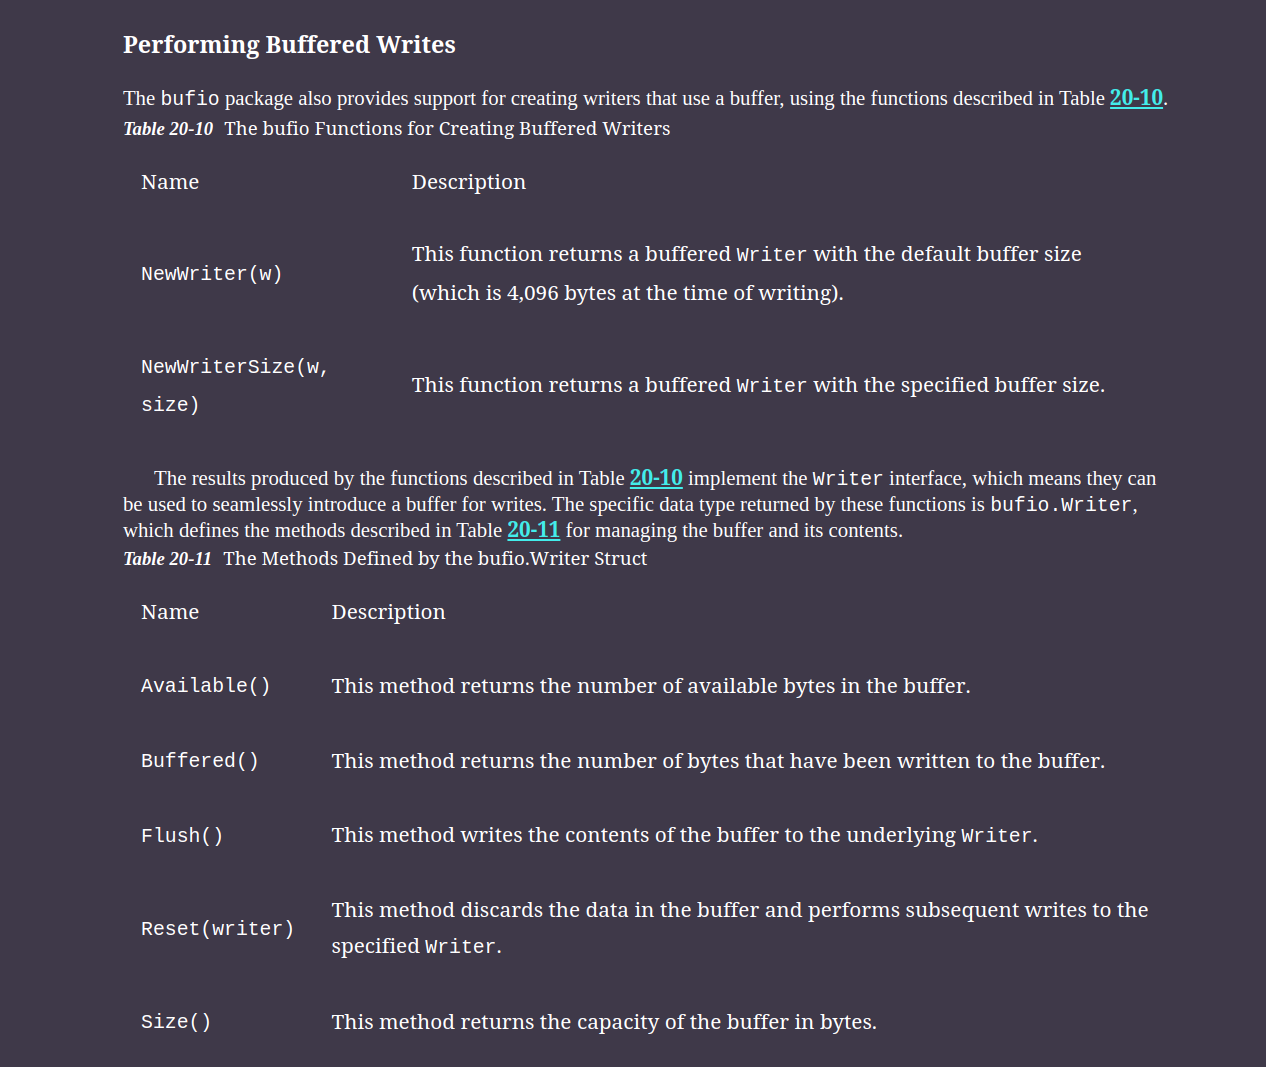 Performing Buffered Writes
The bufio package also provides support for creating writers that use a buffer, using the functions described in Table 20-10.
Table 20-10 The bufio Functions for Creating Buffered Writers
Name Description
NewWriter(w) This function returns a buffered Writer with the default buffer size
(which is 4,096 bytes at the time of writing).
NewWriterSize(w,
size) This function returns a buffered Writer with the specified buffer size.
The results produced by the functions described in Table 20-10 implement the Writer interface, which means they can
be used to seamlessly introduce a buffer for writes. The specific data type returned by these functions is bufio.Writer,
which defines the methods described in Table 20-11 for managing the buffer and its contents.
Table 20-11 The Methods Defined by the bufio.Writer Struct
Name Description
Available() This method returns the number of available bytes in the buffer.
Buffered() This method returns the number of bytes that have been written to the buffer.
Flush() This method writes the contents of the buffer to the underlying Writer.
Reset(writer) This method discards the data in the buffer and performs subsequent writes to the
specified Writer.
Size() This method returns the capacity of the buffer in bytes.